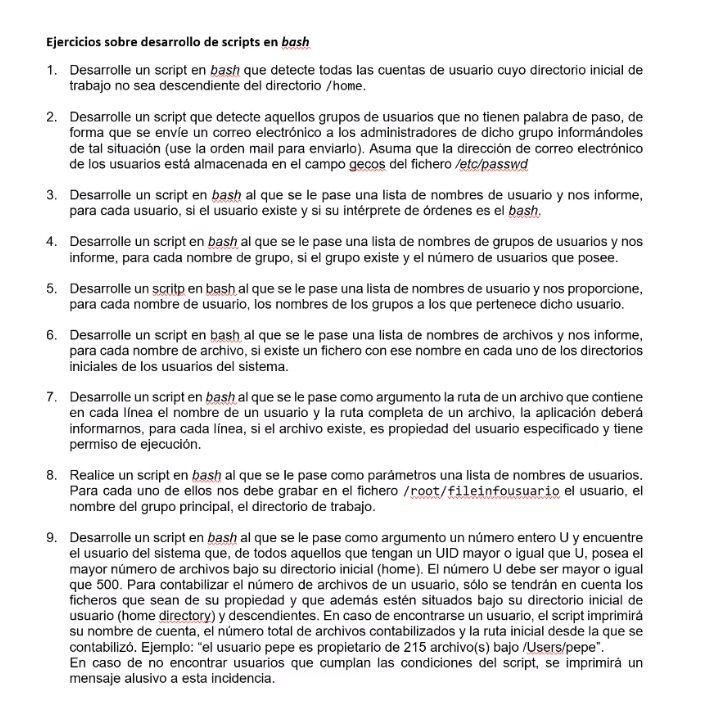 Ejercicios sobre desarrollo de scripts en bash
1. Desarrolle un script en bash que detecte todas las cuentas de usuario cuyo directorio inicial de
trabajo no sea descendiente del directorio /home.
2. Desarrolle un script que detecte aquellos grupos de usuarios que no tienen palabra de paso, de
forma que se envíe un correo electrónico a los administradores de dicho grupo informándoles
de tal situación (use la orden mail para enviarlo). Asuma que la dirección de correo electrónico
de los usuarios está almacenada en el campo gecos del fichero /etc/passwd
3. Desarrolle un script en bash al que se le pase una lista de nombres de usuario y nos informe,
para cada usuario, si el usuario existe y si su intérprete de órdenes es el bash.
4. Desarrolle un script en bash al que se le pase una lista de nombres de grupos de usuarios y nos
informe, para cada nombre de grupo, si el grupo existe y el número de usuarios que posee.
5. Desarrolle un scritp en bash al que se le pase una lista de nombres de usuario y nos proporcione,
para cada nombre de usuario, los nombres de los grupos a los que pertenece dicho usuario.
6. Desarrolle un script en bash al que se le pase una lista de nombres de archivos y nos informe,
para cada nombre de archivo, si existe un fichero con ese nombre en cada uno de los directorios
iniciales de los usuarios del sistema.
7. Desarrolle un script en bash al que se le pase como argumento la ruta de un archivo que contiene
en cada línea el nombre de un usuario y la ruta completa de un archivo, la aplicación deberá
informarnos, para cada línea, si el archivo existe, es propiedad del usuario especificado y tiene
permiso de ejecución.
8. Realice un script en bash al que se le pase como parámetros una lista de nombres de usuarios.
Para cada uno de ellos nos debe grabar en el fichero /root/fileinfousuario el usuario, el
nombre del grupo principal, el directorio de trabajo.
9. Desarrolle un script en bash al que se le pase como argumento un número entero U y encuentre
el usuario del sistema que, de todos aquellos que tengan un UID mayor o igual que U, posea el
mayor número de archivos bajo su directorio inicial (home). El número U debe ser mayor o igual
que 500. Para contabilizar el número de archivos de un usuario, sólo se tendrán en cuenta los
ficheros que sean de su propiedad y que además estén situados bajo su directorio inicial de
usuario (home directory) y descendientes. En caso de encontrarse un usuario, el script imprimirá
su nombre de cuenta, el número total de archivos contabilizados y la ruta inicial desde la que se
contabilizó. Ejemplo: “el usuario pepe es propietario de 215 archivo(s) bajo /Users/pepe”.
En caso de no encontrar usuarios que cumplan las condiciones del script, se imprimirá un
mensaje alusivo a esta incidencia.